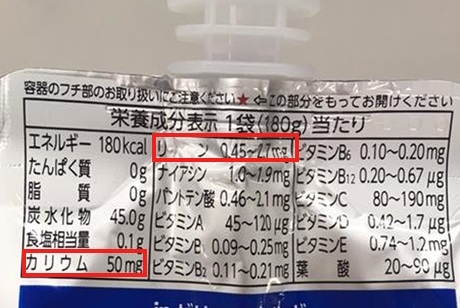 容器のフチ部のお取り扱いにご注意ください★⇦この部分をもってお開けください
栄養成分表示 1袋(180g)当たり
エネルギー 180kcal リ ン 0.45~2.7mg ビタミンB6 0.10~0.20mg
たんぱく質 0g ナイアシン 1.0~1.9mg ビタミンB12 0.20~0.67μg
脂質 0g パントテン酸 0.46~2.1mg ビタミンC 80~190mg
炭水化物 45.0g ビタミンA 45~120μg ビタミンD 0.42~1.7μg
食塩相当量 0.1g ビタミンB1 0.09~0.25mg ビタミンE 0.74~1.2mg
カリウム 50mg ビタミンB2 0.11~0.21mg 葉酸 20~90μg